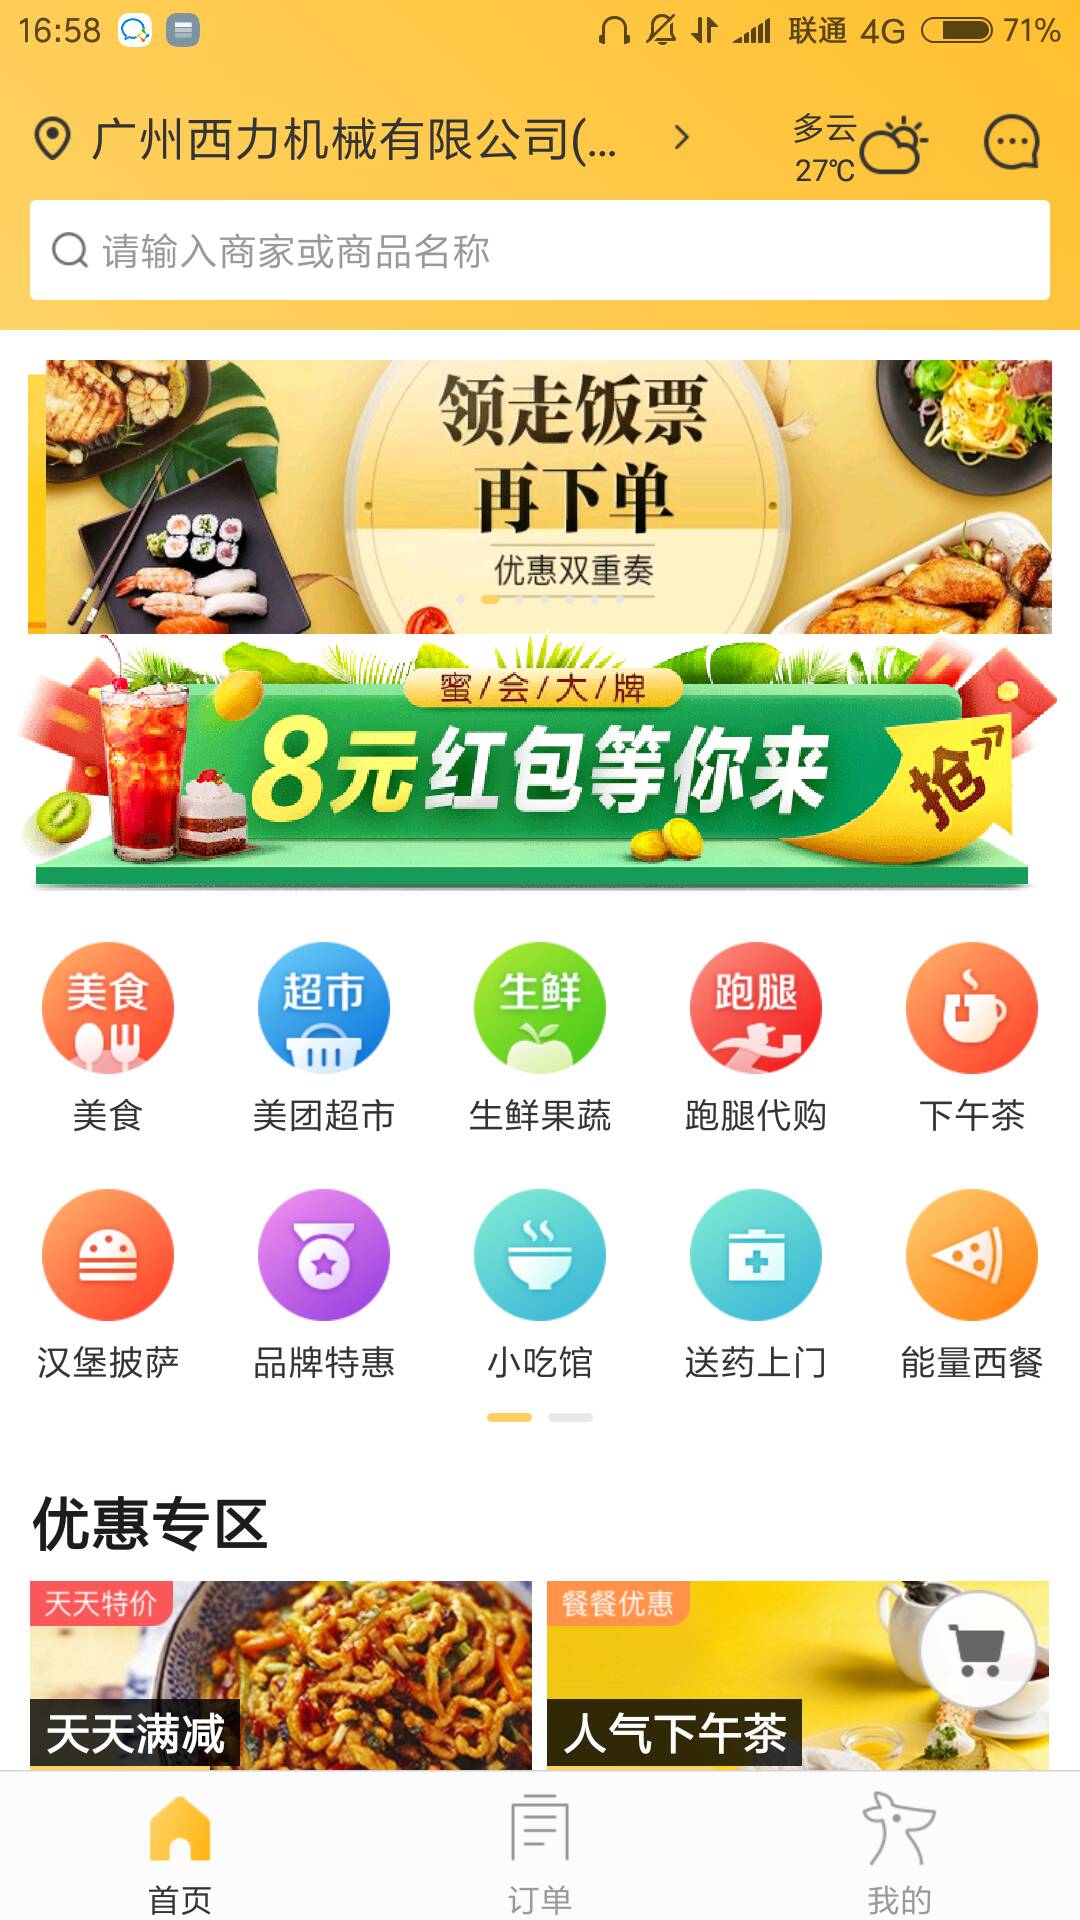 16:58 联通 4G 71%
广州西力机械有限公司(...
多云
27℃
请输入商家或商品名称
领走饭票
再下单
优惠双重奏
蜜/会/大/牌
8元红包等你来
抢
美食 超市 生鲜 跑腿
美食 美团超市 生鲜果蔬 跑腿代购 下午茶
汉堡披萨 品牌特惠 小吃馆 送药上门 能量西餐
优惠专区
天天特价 餐餐优惠
天天满减 人气下午茶
首页 订单 我的